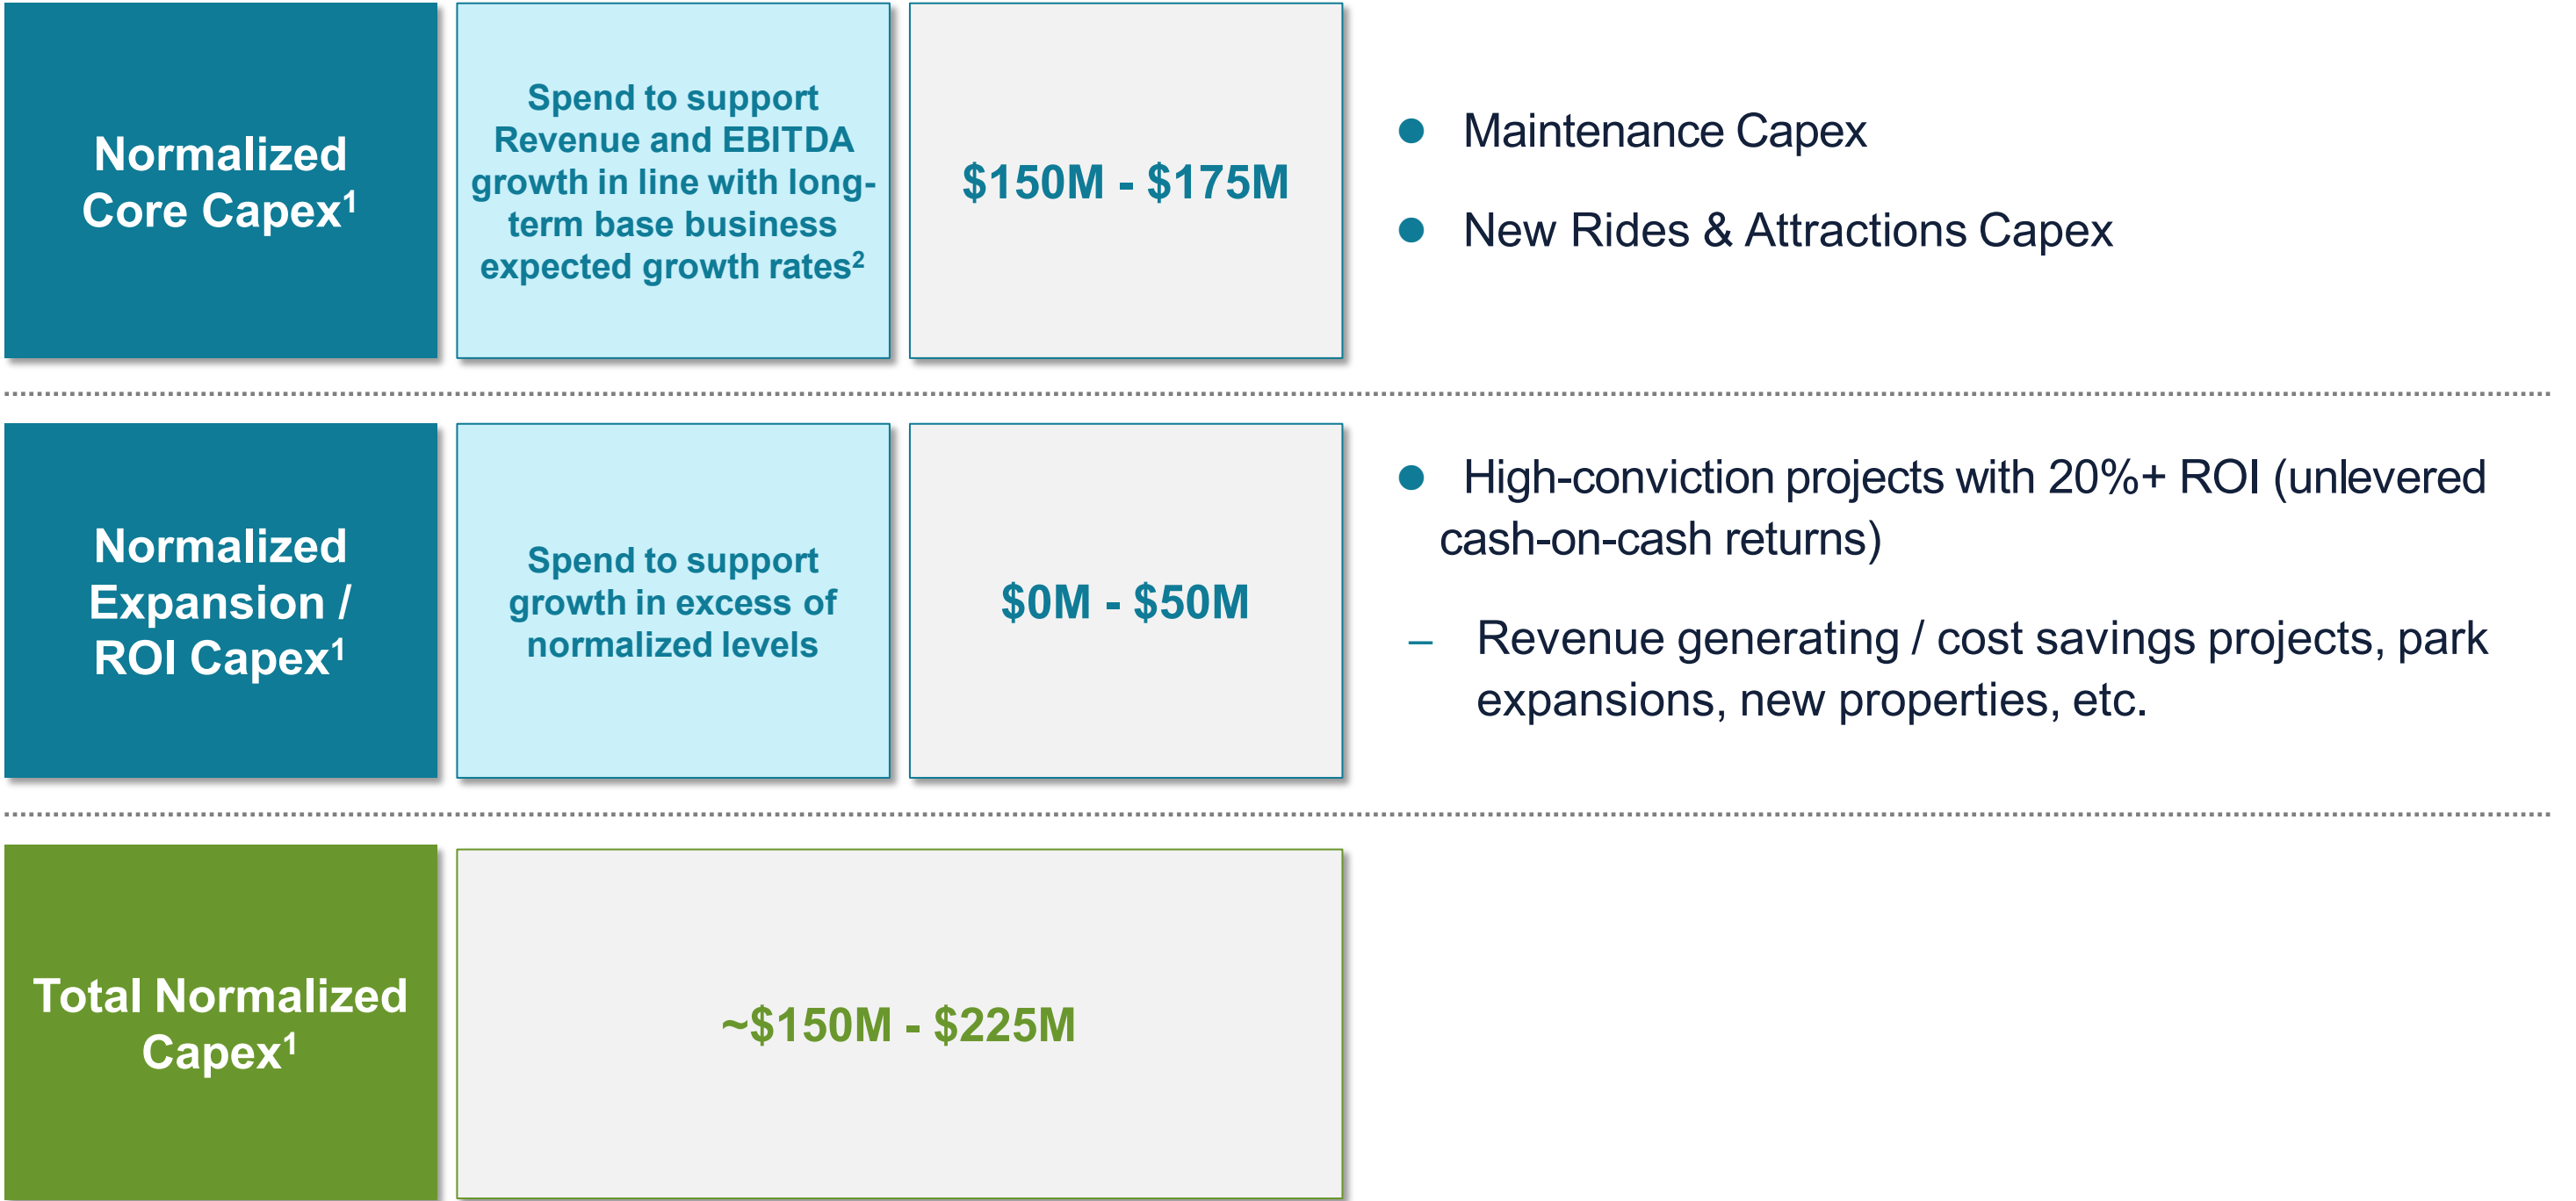 Normalized
Core Capex¹
Spend to support
Revenue and EBITDA
growth in line with long-
term base business
expected growth rates²
$150M - $175M
● Maintenance Capex
● New Rides & Attractions Capex
Normalized
Expansion /
ROI Capex¹
Spend to support
growth in excess of
normalized levels
$0M - $50M
● High-conviction projects with 20%+ ROI (unlevered
cash-on-cash returns)
– Revenue generating / cost savings projects, park
expansions, new properties, etc.
Total Normalized
Capex¹
~$150M - $225M